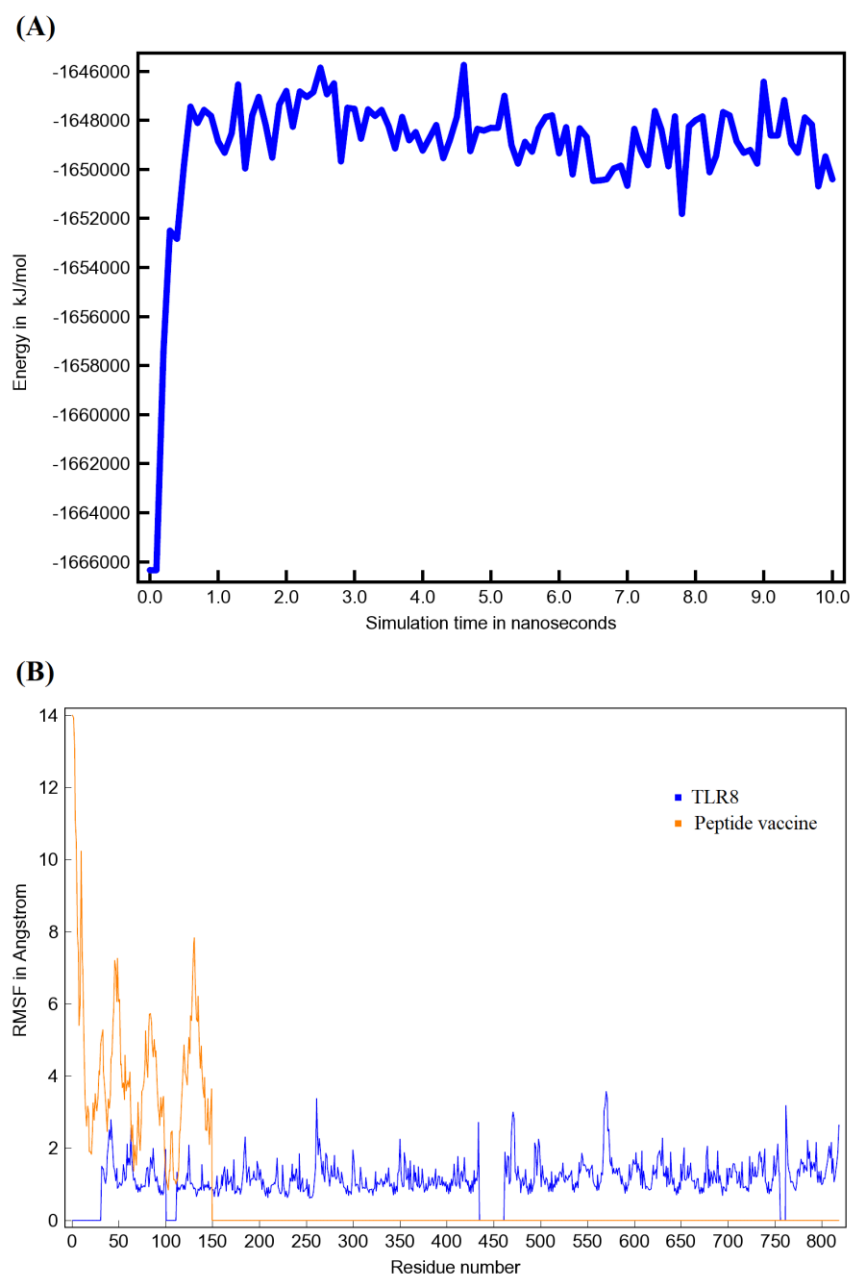 (A)
-1646000
-1648000
-1650000
-1652000
-1654000
-1656000
-1658000
-1660000
-1662000
-1664000
-1666000
Energy in kJ/mol
0.0 1.0 2.0 3.0 4.0 5.0 6.0 7.0 8.0 9.0 10.0
Simulation time in nanoseconds
(B)
14
12
10
8
6
4
2
0
RMSF in Angstrom
TLR8
Peptide vaccine
0 50 100 150 200 250 300 350 400 450 500 550 600 650 700 750 800
Residue number